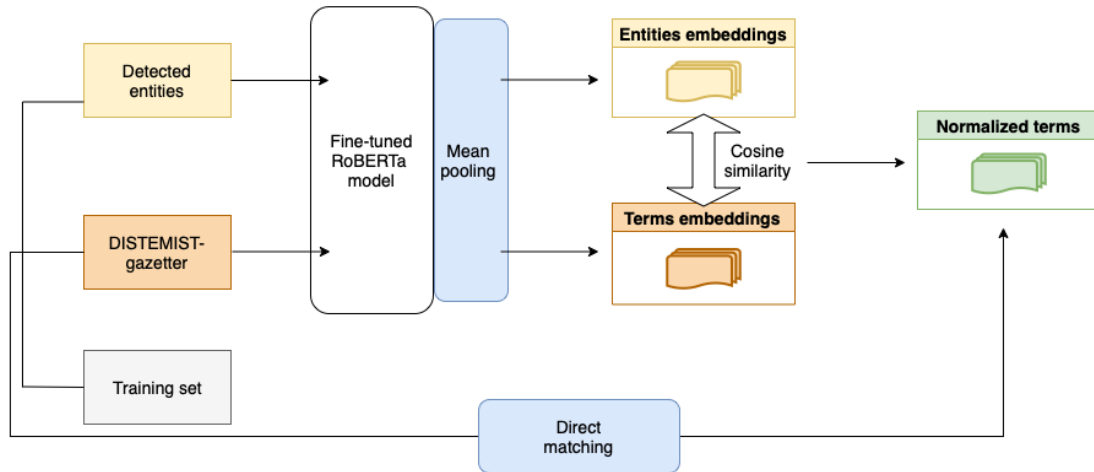 Detected
entities
DISTEMIST-
gazetter
Training set
Fine-tuned
RoBERTa
model
Mean
pooling
Entities embeddings
Cosine
similarity
Terms embeddings
Normalized terms
Direct
matching